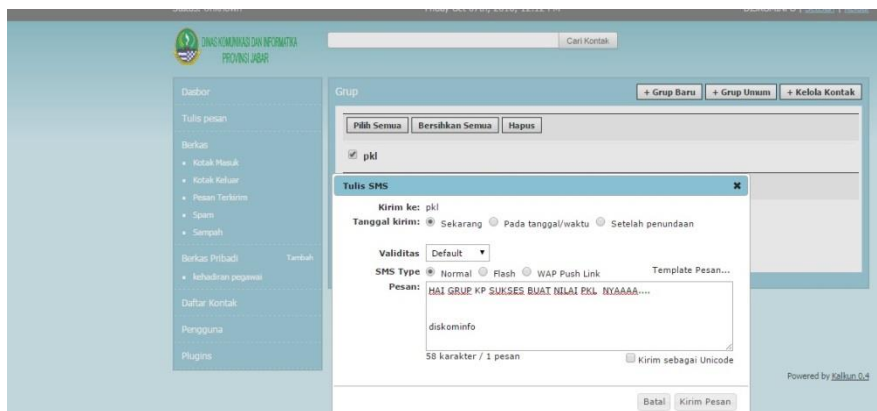 DINAS KOMUNIKASI DAN INFORMATIKA
PROVINSI JABAR
Cari Kontak
Dasbor
Tulis pesan
Berkas
Kotak Masuk
Kotak Keluar
Pesan Terkirim
Spam
Sampah
Berkas Pribadi Tambah
kehadiran pegawai
Daftar Kontak
Pengguna
Plugins
Grup
+ Grup Baru + Grup Umum + Kelola Kontak
Pilih Semua Bersihkan Semua Hapus
pkl
Tulis SMS
Kirim ke: pkl
Tanggal kirim: Sekarang Pada tanggal/waktu Setelah penundaan
Validitas Default
SMS Type Normal Flash WAP Push Link Template Pesan...
Pesan: HAI GRUP KP SUKSES BUAT NILAI PKL NYAAAA....
diskominfo
58 karakter / 1 pesan Kirim sebagai Unicode
Batal Kirim Pesan
Powered by Kalkun 0.4